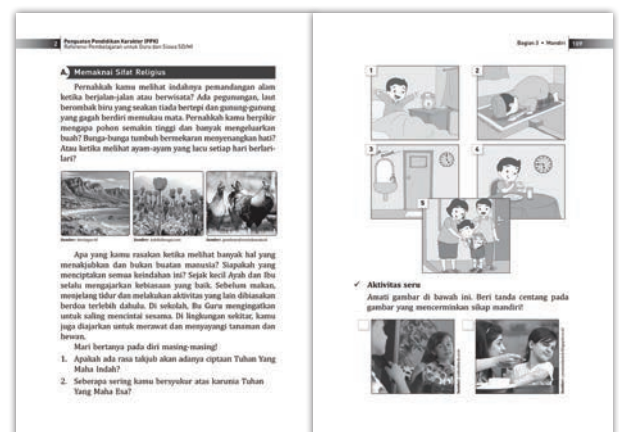 2
Penguatan Pendidikan Karakter (PPK)
Referensi Pembelajaran untuk Guru dan Siswa SD/MI
A. Memaknai Sifat Religius
Pernahkah kamu melihat indahnya pemandangan alam
ketika berjalan-jalan atau berwisata? Ada pegunungan, laut
berombak biru yang seakan tiada bertepi dan gunung-gunung
yang gagah berdiri memukau mata. Pernahkah kamu berpikir
mengapa pohon semakin tinggi dan banyak mengeluarkan
buah? Bunga-bunga tumbuh bermekaran menyenangkan hati?
Atau ketika melihat ayam-ayam yang lucu setiap hari berlari-
lari?
Apa yang kamu rasakan ketika melihat banyak hal yang
menakjubkan dan bukan buatan manusia? Siapakah yang
menciptakan semua keindahan ini? Sejak kecil Ayah dan Ibu
selalu mengajarkan kebiasaan yang baik. Sebelum makan,
menjelang tidur dan melakukan aktivitas yang lain dibiasakan
berdoa terlebih dahulu. Di sekolah, Bu Guru mengingatkan
untuk saling mencintai sesama. Di lingkungan sekitar, kamu
juga diajarkan untuk merawat dan menyayangi tanaman dan
hewan.
Mari bertanya pada diri masing-masing!
1. Apakah ada rasa takjub akan adanya ciptaan Tuhan Yang
Maha Indah?
2. Seberapa sering kamu bersyukur atas karunia Tuhan
Yang Maha Esa?
Bagian 2 • Mandiri
1
2
3
4
5
✓ Aktivitas seru
Amati gambar di bawah ini. Beri tanda centang pada
gambar yang mencerminkan sikap mandiri!